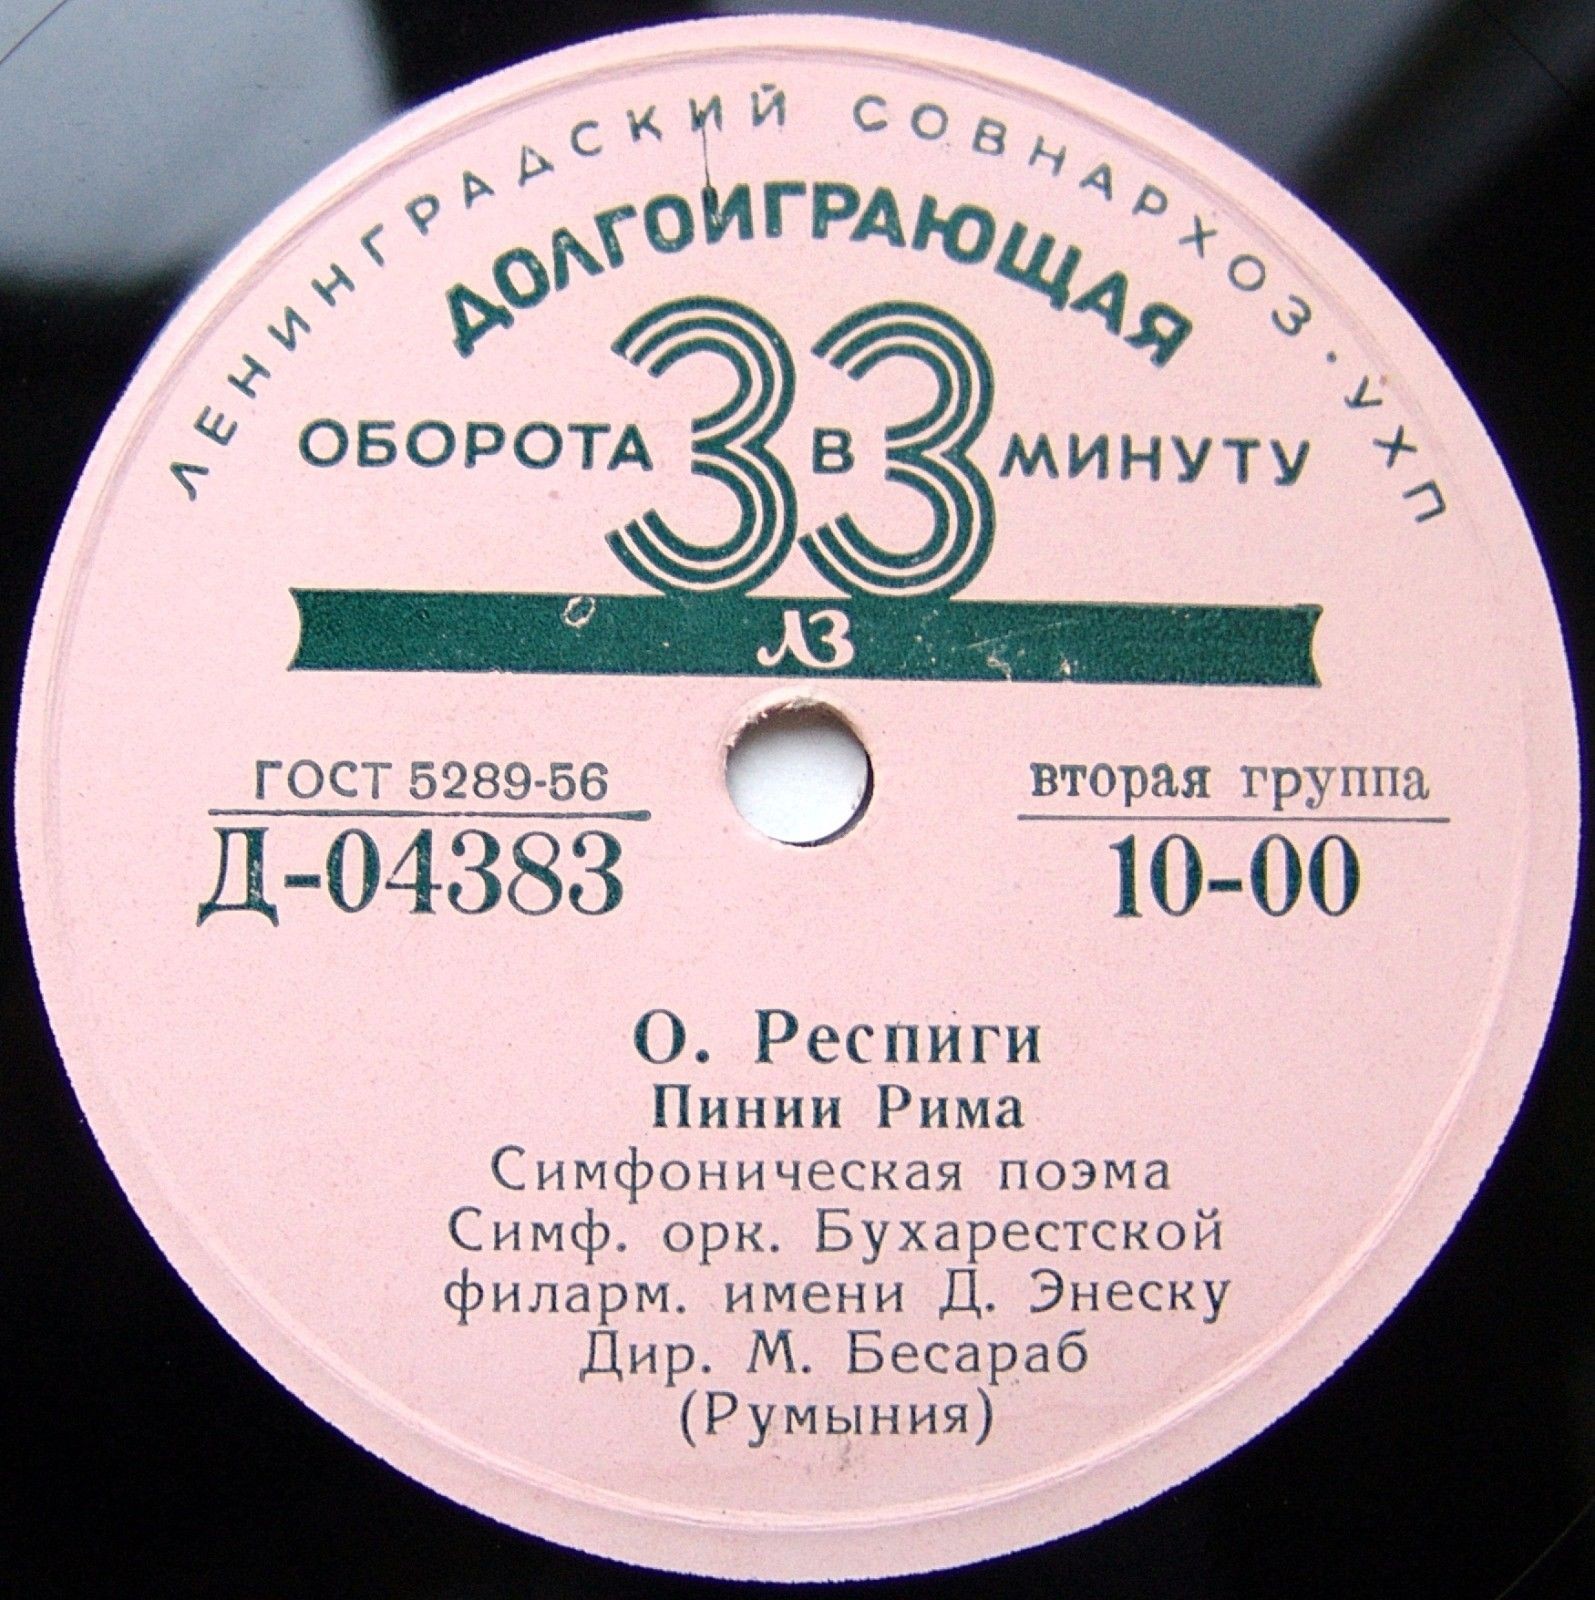 ЛЕНИНГРАДСКИЙ СОВНАРХОЗ. УХП
ДОЛГОИГРАЮЩАЯ
33
ОБОРОТА В МИНУТУ
ЛЗ
ГОСТ 5289-56
Д-04383
вторая группа
10-00
О. Респиги
Пинии Рима
Симфоническая поэма
Симф. орк. Бухарестской
филарм. имени Д. Энеску
Дир. М. Бесараб
(Румыния)